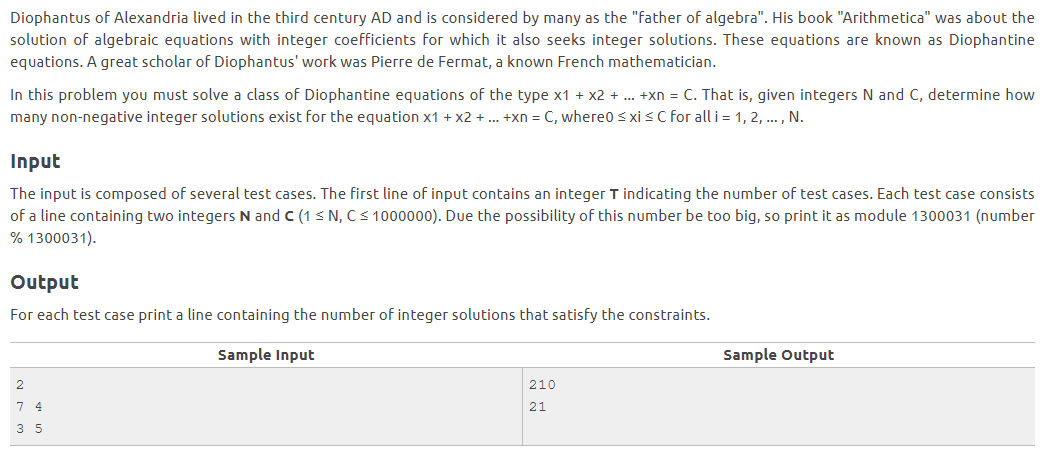 Diophantus of Alexandria lived in the third century AD and is considered by many as the "father of algebra". His book "Arithmetica" was about the
solution of algebraic equations with integer coefficients for which it also seeks integer solutions. These equations are known as Diophantine
equations. A great scholar of Diophantus' work was Pierre de Fermat, a known French mathematician.
In this problem you must solve a class of Diophantine equations of the type x1 + x2 + ... +xn = C. That is, given integers N and C, determine how
many non-negative integer solutions exist for the equation x1 + x2 + ... +xn = C, where0 ≤ xi ≤ C for all i = 1, 2, ... , N.
Input
The input is composed of several test cases. The first line of input contains an integer T indicating the number of test cases. Each test case consists
of a line containing two integers N and C (1 ≤ N, C ≤ 1000000). Due the possibility of this number be too big, so print it as module 1300031 (number
% 1300031).
Output
For each test case print a line containing the number of integer solutions that satisfy the constraints.
Sample Input Sample Output
2 210
7 4 21
3 5